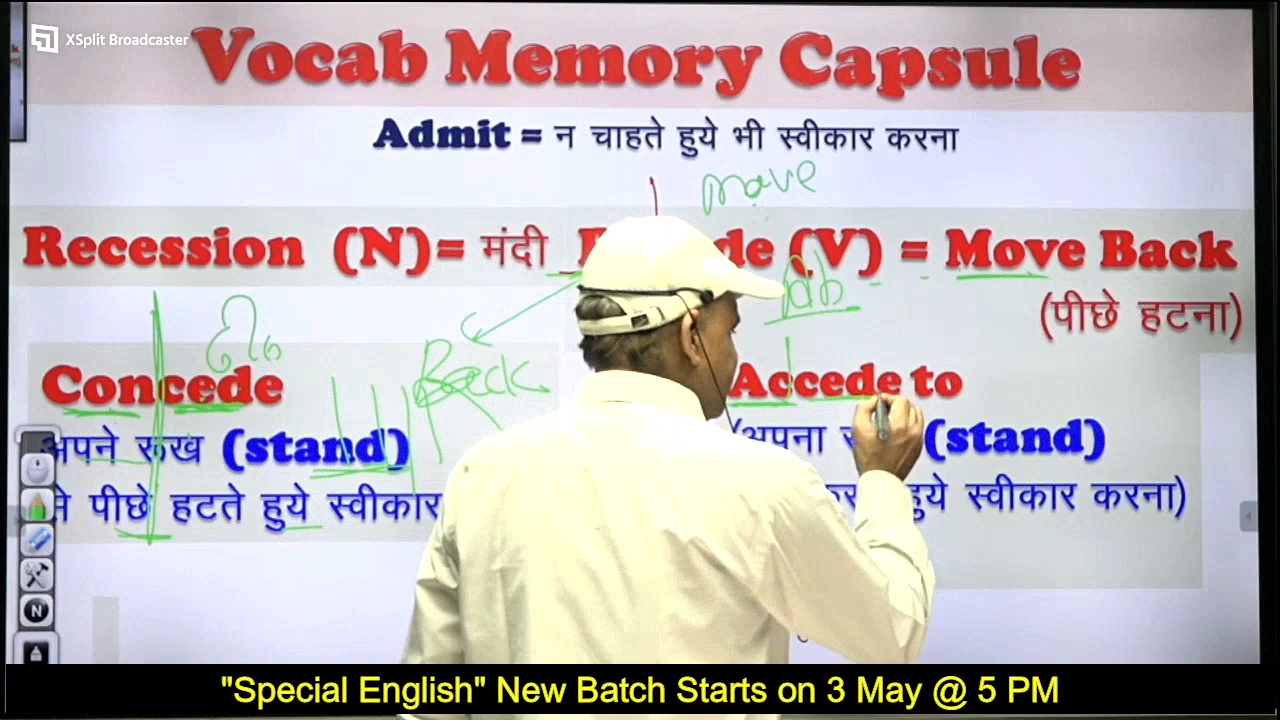 XSplit Broadcaster
Vocab Memory Capsule
Admit = न चाहते हुये भी स्वीकार करना
move
Recession (N)= मंदी de (V) = Move Back
(पीछे हटना)
Back
Concede
अपने रूख (stand)
से पीछे हटते हुये स्वीकार
Accede to
(अपना (stand)
हुये स्वीकार करना)
N
"Special English" New Batch Starts on 3 May @ 5 PM